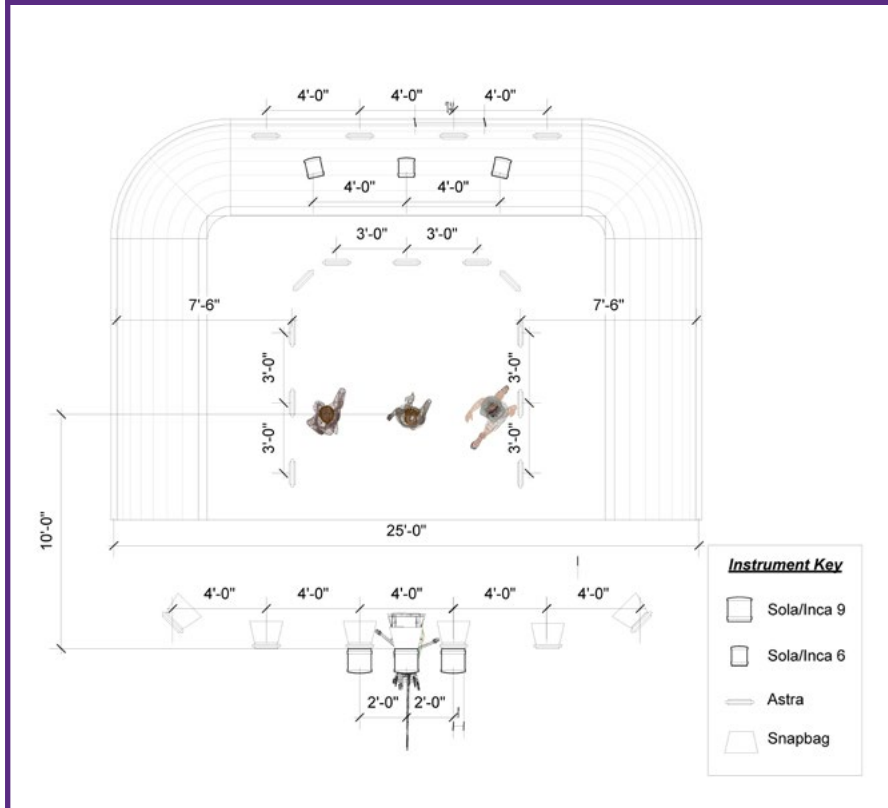 4'-0" 4'-0" 4'-0"
4'-0" 4'-0"
3'-0" 3'-0"
7'-6" 7'-6"
3'-0" 3'-0"
3'-0" 3'-0"
10'-0"
25'-0"
4'-0" 4'-0" 4'-0" 4'-0" 4'-0"
2'-0" 2'-0"
Instrument Key
Sola/Inca 9
Sola/Inca 6
Astra
Snapbag